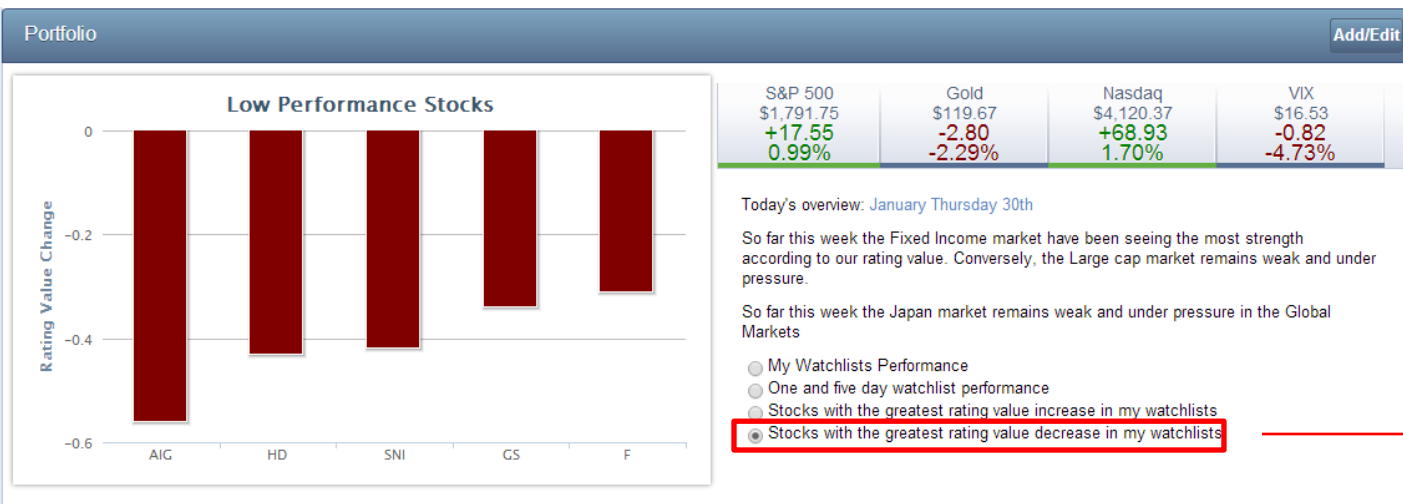 Portfolio
Add/Edit
Low Performance Stocks
Rating Value Change
0
-0.2
-0.4
-0.6
AIG HD SNI GS F
S&P 500
$1,791.75
+17.55
0.99%
Gold
$119.67
-2.80
-2.29%
Nasdaq
$4,120.37
+68.93
1.70%
VIX
$16.53
-0.82
-4.73%
Today's overview: January Thursday 30th
So far this week the Fixed Income market have been seeing the most strength
according to our rating value. Conversely, the Large cap market remains weak and under
pressure.
So far this week the Japan market remains weak and under pressure in the Global
Markets
My Watchlists Performance
One and five day watchlist performance
Stocks with the greatest rating value increase in my watchlists
Stocks with the greatest rating value decrease in my watchlists